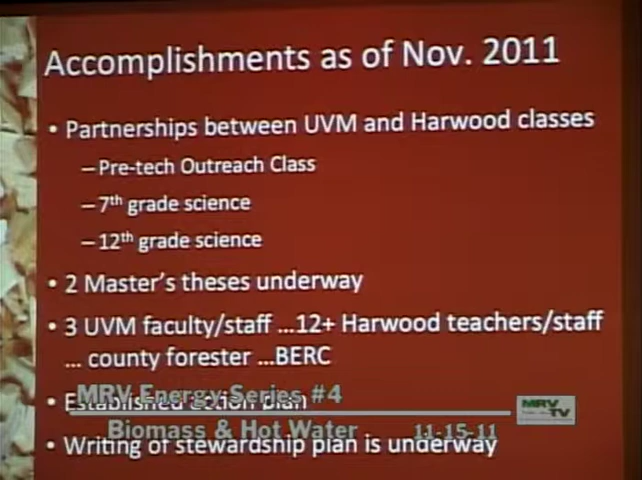 Accomplishments as of Nov. 2011
• Partnerships between UVM and Harwood classes
– Pre-tech Outreach Class
– 7th grade science
– 12th grade science
• 2 Master's theses underway
• 3 UVM faculty/staff ...12+ Harwood teachers/staff
... county forester ...BERC
• Established action plan
MRV Energy Series #4
MRV
TV
Biomass & Hot Water 11-15-11
• Writing of stewardship plan is underway